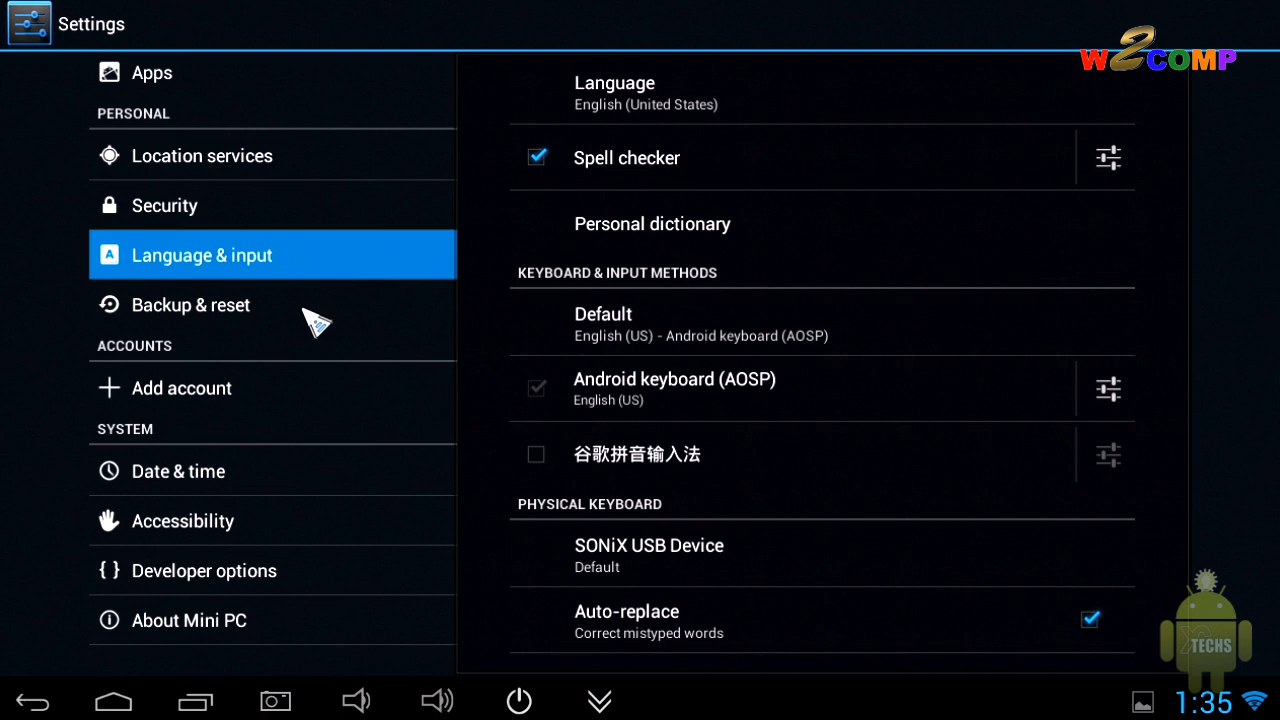 Settings
W2COMP
Apps
PERSONAL
Location services
Security
A Language & input
Backup & reset
ACCOUNTS
Add account
SYSTEM
Date & time
Accessibility
{ } Developer options
About Mini PC
Language
English (United States)
Spell checker
Personal dictionary
KEYBOARD & INPUT METHODS
Default
English (US) - Android keyboard (AOSP)
Android keyboard (AOSP)
English (US)
谷歌拼音输入法
PHYSICAL KEYBOARD
SONiX USB Device
Default
Auto-replace
Correct mistyped words
1:35